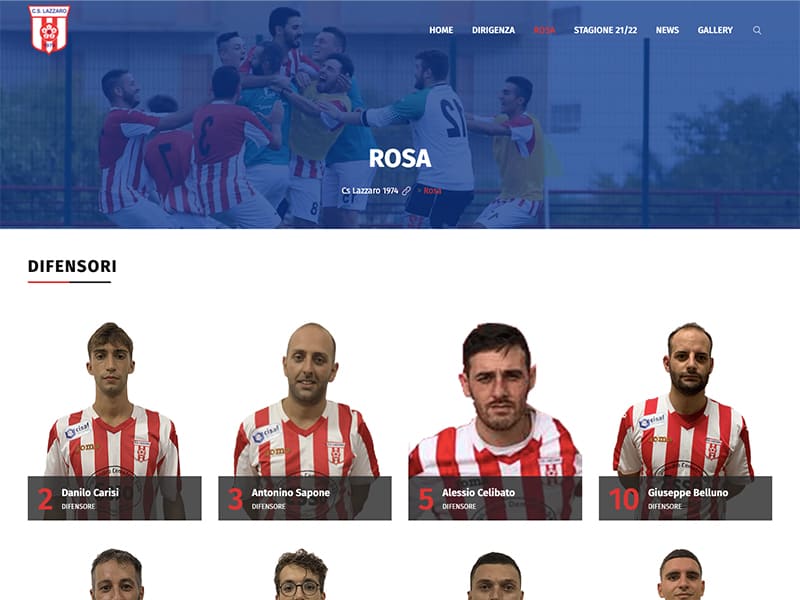 C.S. LAZZARO
HOME DIRIGENZA ROSA STAGIONE 21/22 NEWS GALLERY
ROSA
Cs Lazzaro 1974 » Rosa
DIFENSORI
2 Danilo Carisi
DIFENSORE
3 Antonino Sapone
DIFENSORE
5 Alessio Celibato
DIFENSORE
10 Giuseppe Belluno
DIFENSORE